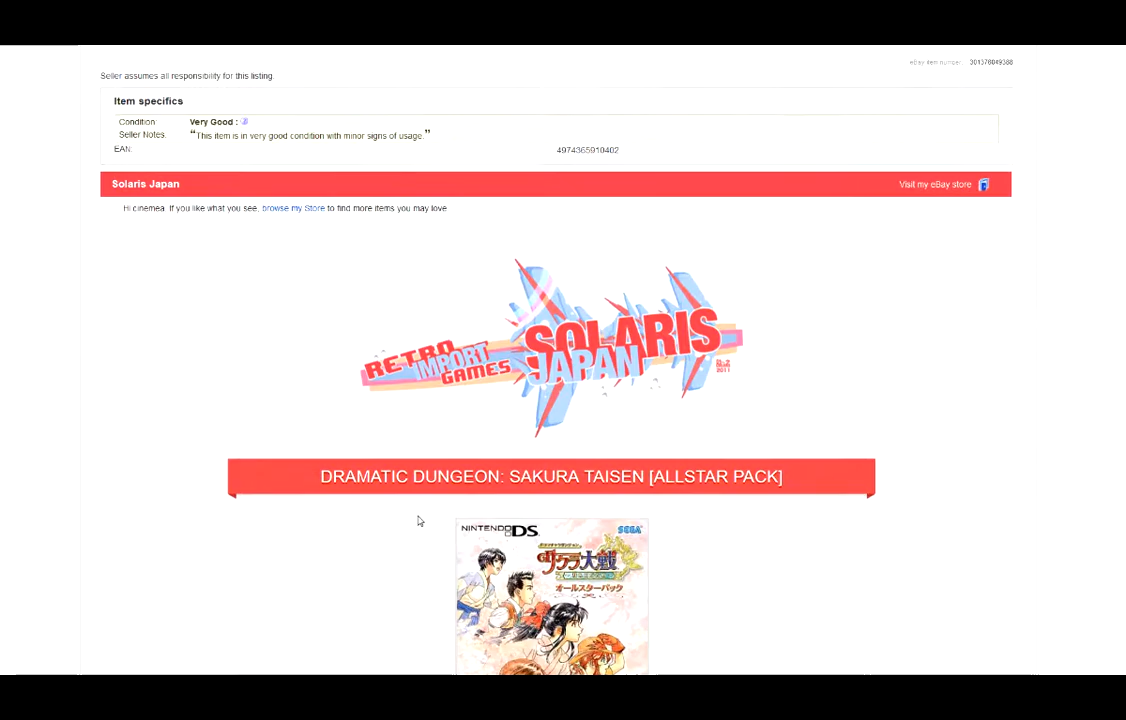 eBay item number: 301376049368
Seller assumes all responsibility for this listing.
Item specifics
Condition: Very Good :
Seller Notes: “This item is in very good condition with minor signs of usage.”
EAN: 4974365910402
Solaris Japan Visit my eBay store
Hi cinemea. If you like what you see, browse my Store to find more items you may love
RETRO IMPORT GAMES SOLARIS JAPAN
2011
DRAMATIC DUNGEON: SAKURA TAISEN [ALLSTAR PACK]
NINTENDO DS SEGA
サクラ大戦
オールスターパック